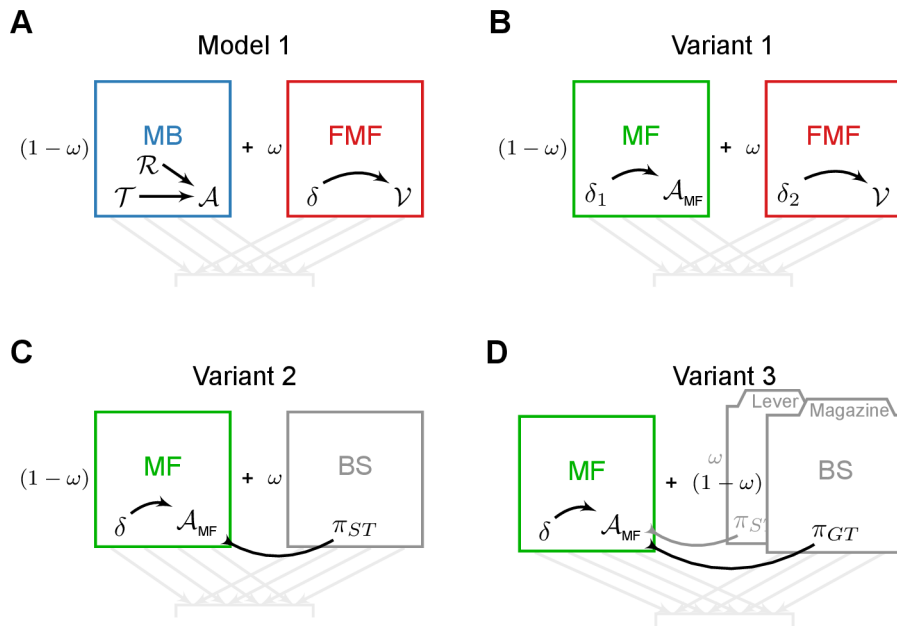 A
Model 1
(1 − ω) MB + ω FMF
ℛ
𝒯 𝒜 δ 𝒱
B
Variant 1
(1 − ω) MF + ω FMF
δ₁ 𝒜MF δ₂ 𝒱
C
Variant 2
(1 − ω) MF + ω BS
δ 𝒜MF πST
D
Variant 3
Lever
Magazine
MF ω BS
+ (1 − ω)
δ 𝒜MF πGT